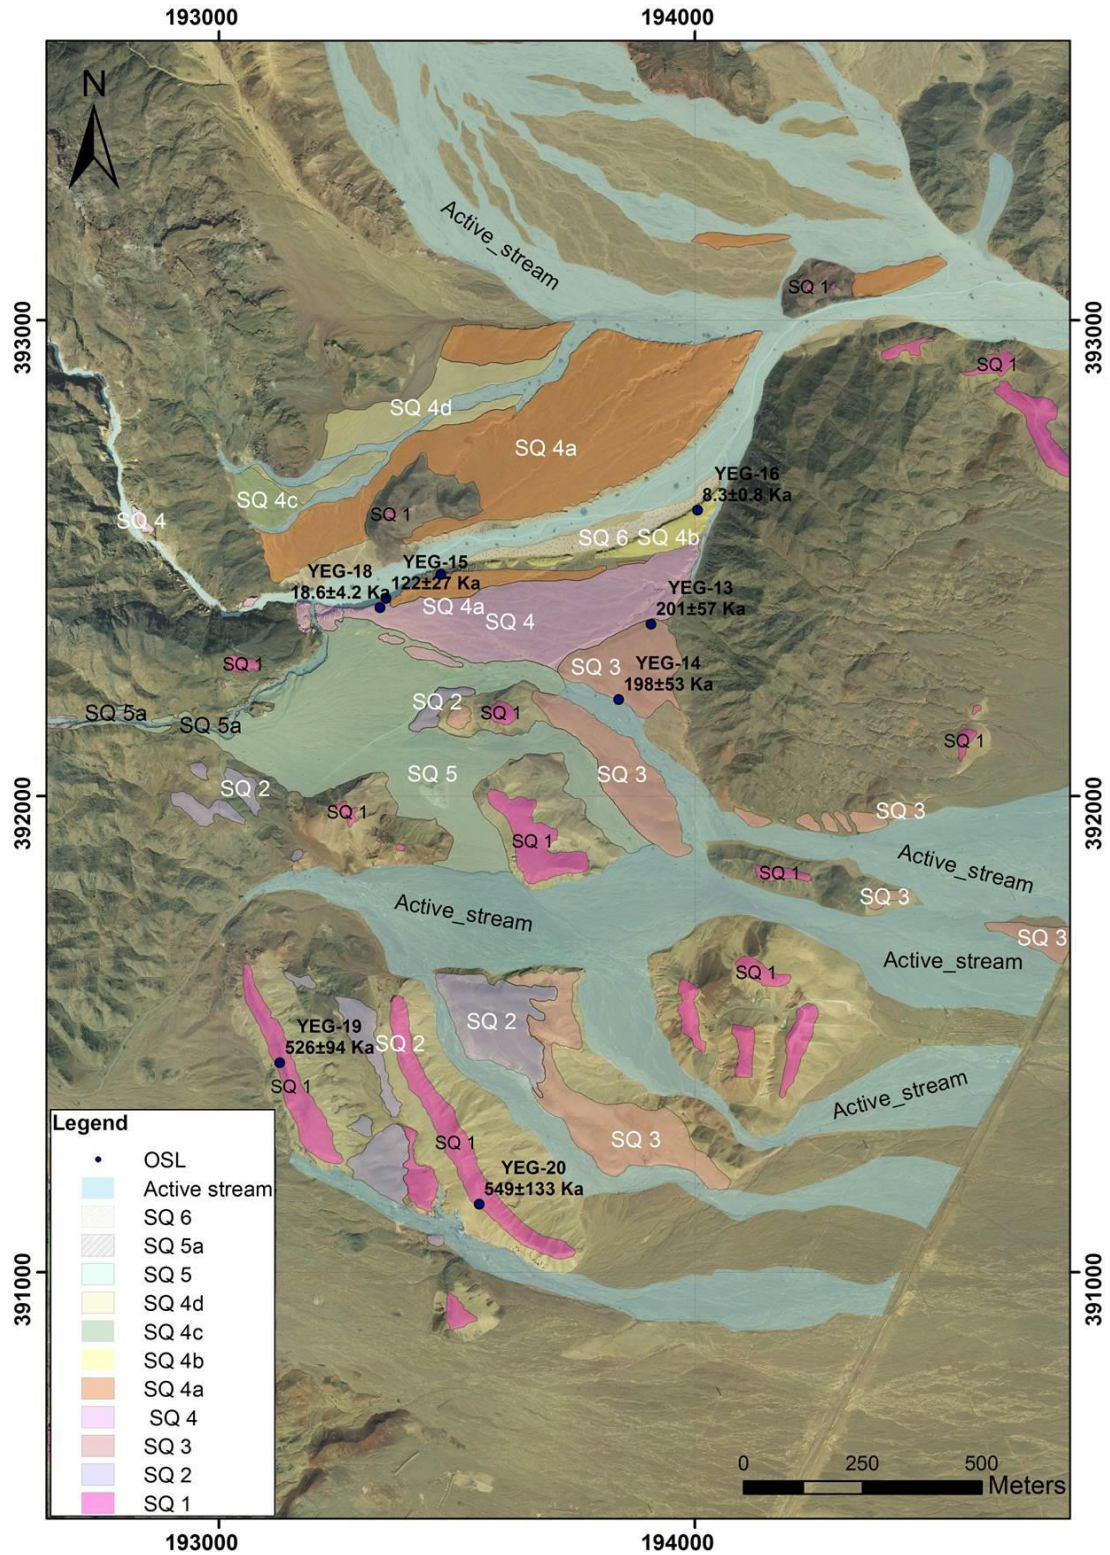 193000 194000
N
Active_stream
SQ 1
393000 393000
SQ 1
SQ 4d
SQ 4a
YEG-16
8.3±0.8 Ka
SQ 4c
SQ 1
SQ 4
SQ 6 SQ 4b
YEG-15
122±27 Ka
YEG-18
18.6±4.2 Ka
YEG-13
201±57 Ka
SQ 4a
SQ 4
SQ 1
SQ 3
YEG-14
198±53 Ka
SQ 2
SQ 1
SQ 5a
SQ 5a
SQ 1
SQ 5
SQ 3
SQ 2
392000 392000
SQ 1
SQ 3
SQ 1
Active_stream
SQ 1
SQ 3
Active_stream
SQ 3
Active_stream
SQ 1
SQ 2
YEG-19
526±94 Ka
SQ 2
SQ 1
Active_stream
SQ 1
SQ 3
YEG-20
549±133 Ka
391000 391000
Legend
OSL
Active stream
SQ 6
SQ 5a
SQ 5
SQ 4d
SQ 4c
SQ 4b
SQ 4a
SQ 4
SQ 3
SQ 2
SQ 1
0 250 500
Meters
193000 194000